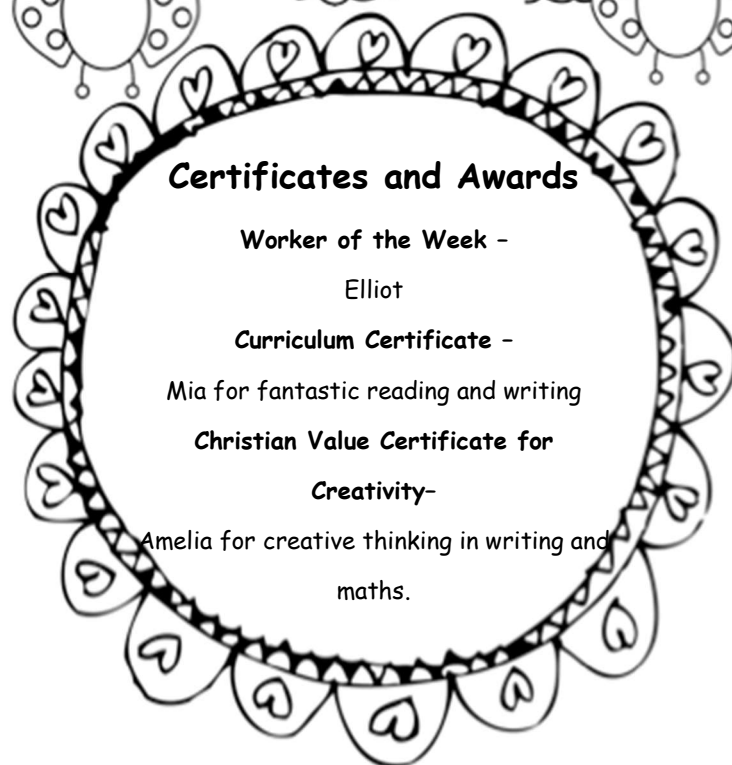 Certificates and Awards
Worker of the Week –
Elliot
Curriculum Certificate –
Mia for fantastic reading and writing
Christian Value Certificate for
Creativity–
Amelia for creative thinking in writing and
maths.